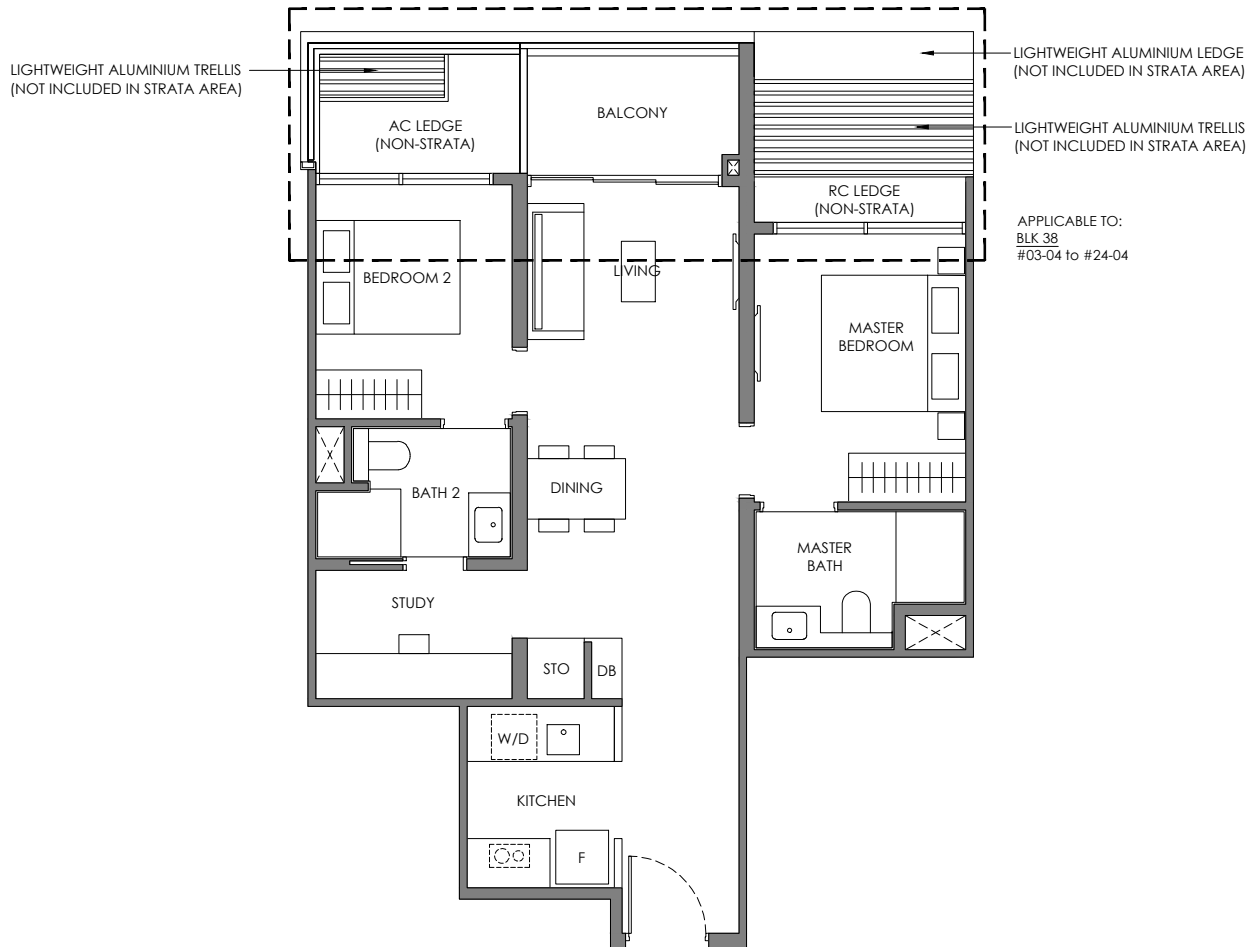 LIGHTWEIGHT ALUMINIUM TRELLIS
(NOT INCLUDED IN STRATA AREA)
AC LEDGE
(NON-STRATA)
BALCONY
LIGHTWEIGHT ALUMINIUM LEDGE
(NOT INCLUDED IN STRATA AREA)
LIGHTWEIGHT ALUMINIUM TRELLIS
(NOT INCLUDED IN STRATA AREA)
RC LEDGE
(NON-STRATA)
APPLICABLE TO:
BLK 38
#03-04 to #24-04
BEDROOM 2
LIVING
MASTER
BEDROOM
BATH 2
DINING
MASTER
BATH
STUDY
STO
DB
W/D
KITCHEN
F